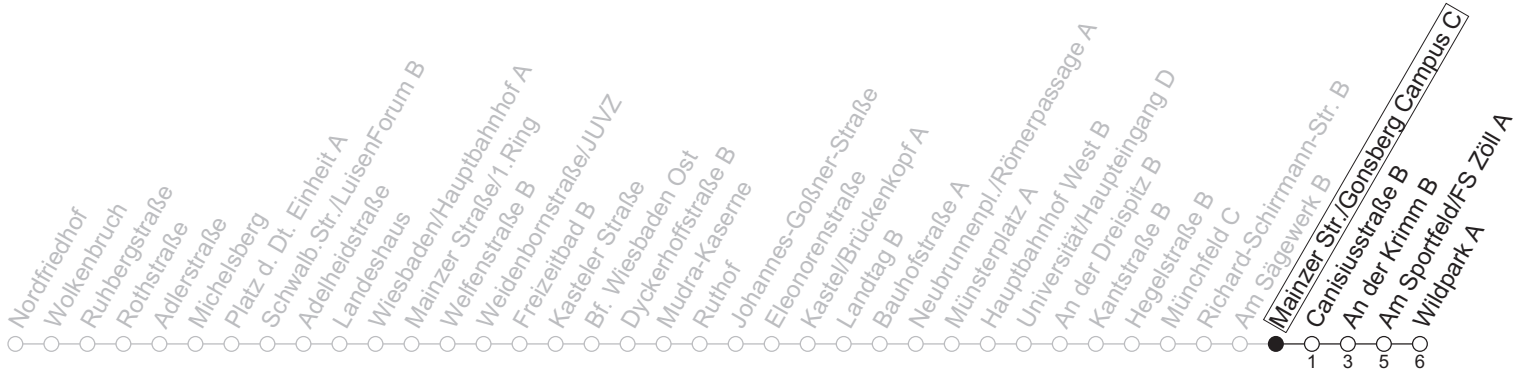 Nordfriedhof
Wolkenbruch
Ruhbergstraße
Rothstraße
Adlerstraße
Michelsberg
Platz d. Dt. Einheit A
Schwalb.Str./LuisenForum B
Adelheidstraße
Landeshaus
Wiesbaden/Hauptbahnhof A
Mainzer Straße/1.Ring
Welfenstraße B
Weidenbornstraße/JUVZ
Freizeitbad B
Kasteler Straße
Bf. Wiesbaden Ost
Dyckerhoffstraße B
Mudra-Kaserne
Ruthof
Johannes-Goßner-Straße
Eleonorenstraße
Kastel/Brückenkopf A
Landtag B
Bauhofstraße A
Neubrunnenpl./Römerpassage A
Münsterplatz A
Hauptbahnhof West B
Universität/Haupteingang D
An der Dreispitz B
Kantstraße B
Hegelstraße B
Münchfeld C
Richard-Schirrmann-Str. B
Am Sägewerk B
Mainzer Str./Gonsberg Campus C
Canisiusstraße B
An der Krimm B
Am Sportfeld/FS Zöll A
Wildpark A
1 3 5 6